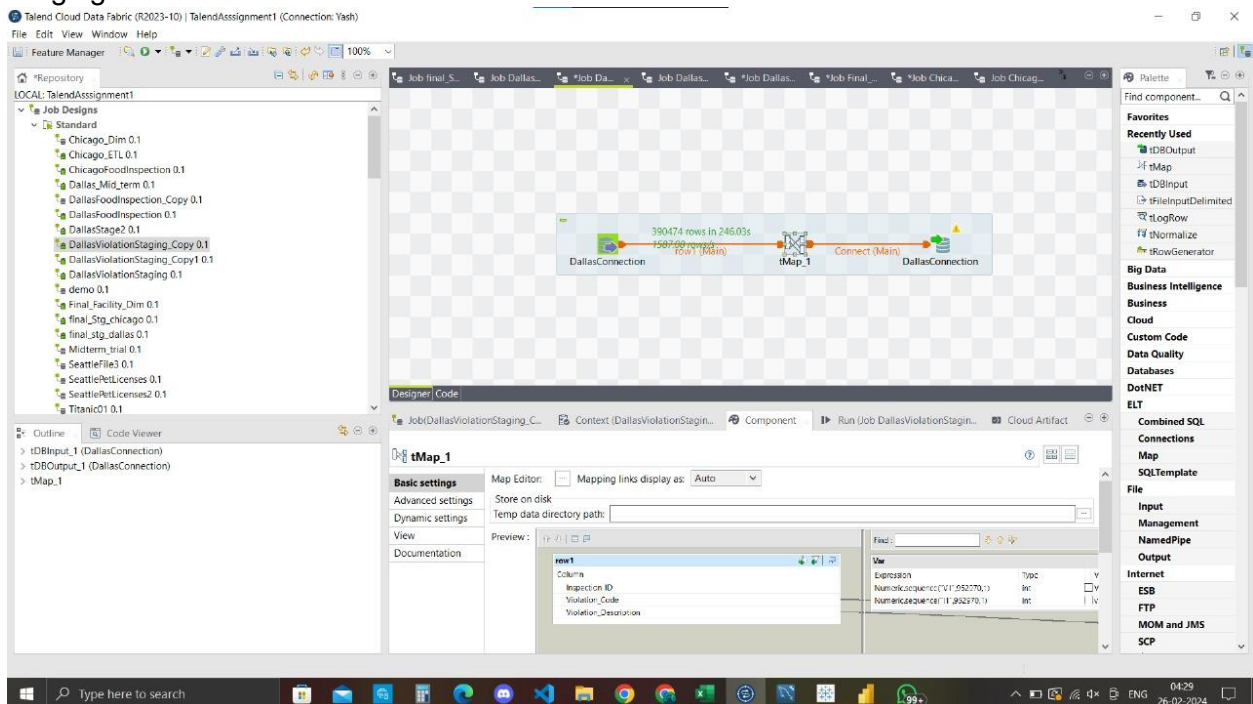 Talend Cloud Data Fabric (R2023-10) | TalendAsssignment1 (Connection: Yash)
File Edit View Window Help
Feature Manager 100%
*Repository
LOCAL: TalendAsssignment1
Job Designs
Standard
Chicago_Dim 0.1
Chicago_ETL 0.1
ChicagoFoodInspection 0.1
Dallas_Mid_term 0.1
DallasFoodInspection_Copy 0.1
DallasFoodInspection 0.1
DallasStage2 0.1
DallasViolationStaging_Copy 0.1
DallasViolationStaging_Copy1 0.1
DallasViolationStaging 0.1
demo 0.1
Final_Facility_Dim 0.1
final_Stg_chicago 0.1
final_stg_dallas 0.1
Midterm_trial 0.1
SeattleFile3 0.1
SeattlePetLicenses 0.1
SeattlePetLicenses2 0.1
Titanic01 0.1
Outline Code Viewer
tDBInput_1 (DallasConnection)
tDBOutput_1 (DallasConnection)
tMap_1
Job final_S... Job Dallas... *Job Da... Job Dallas... *Job Dallas... *Job Final_... *Job Chica... Job Chicag...
390474 rows in 246.03s
1587.08 rows/s
row1 (Main) Connect (Main)
DallasConnection tMap_1 DallasConnection
Designer Code
Job(DallasViolationStaging_C... Context (DallasViolationStagin... Component Run (Job DallasViolationStagin... Cloud Artifact
tMap_1
Basic settings
Advanced settings
Dynamic settings
View
Documentation
Map Editor: ... Mapping links display as: Auto
Store on disk
Temp data directory path:
Preview :
Find :
row1
Column
Inspection ID
Violation_Code
Violation_Description
Var
Expression Type
Numeric.sequence("V1",952970,1) int
Numeric.sequence("I1",952970,1) int
Palette
Find component...
Favorites
Recently Used
tDBOutput
tMap
tDBInput
tFileInputDelimited
tLogRow
tNormalize
tRowGenerator
Big Data
Business Intelligence
Business
Cloud
Custom Code
Data Quality
Databases
DotNET
ELT
Combined SQL
Connections
Map
SQLTemplate
File
Input
Management
NamedPipe
Output
Internet
ESB
FTP
MOM and JMS
SCP
Type here to search
99+
ENG
04:29
26-02-2024